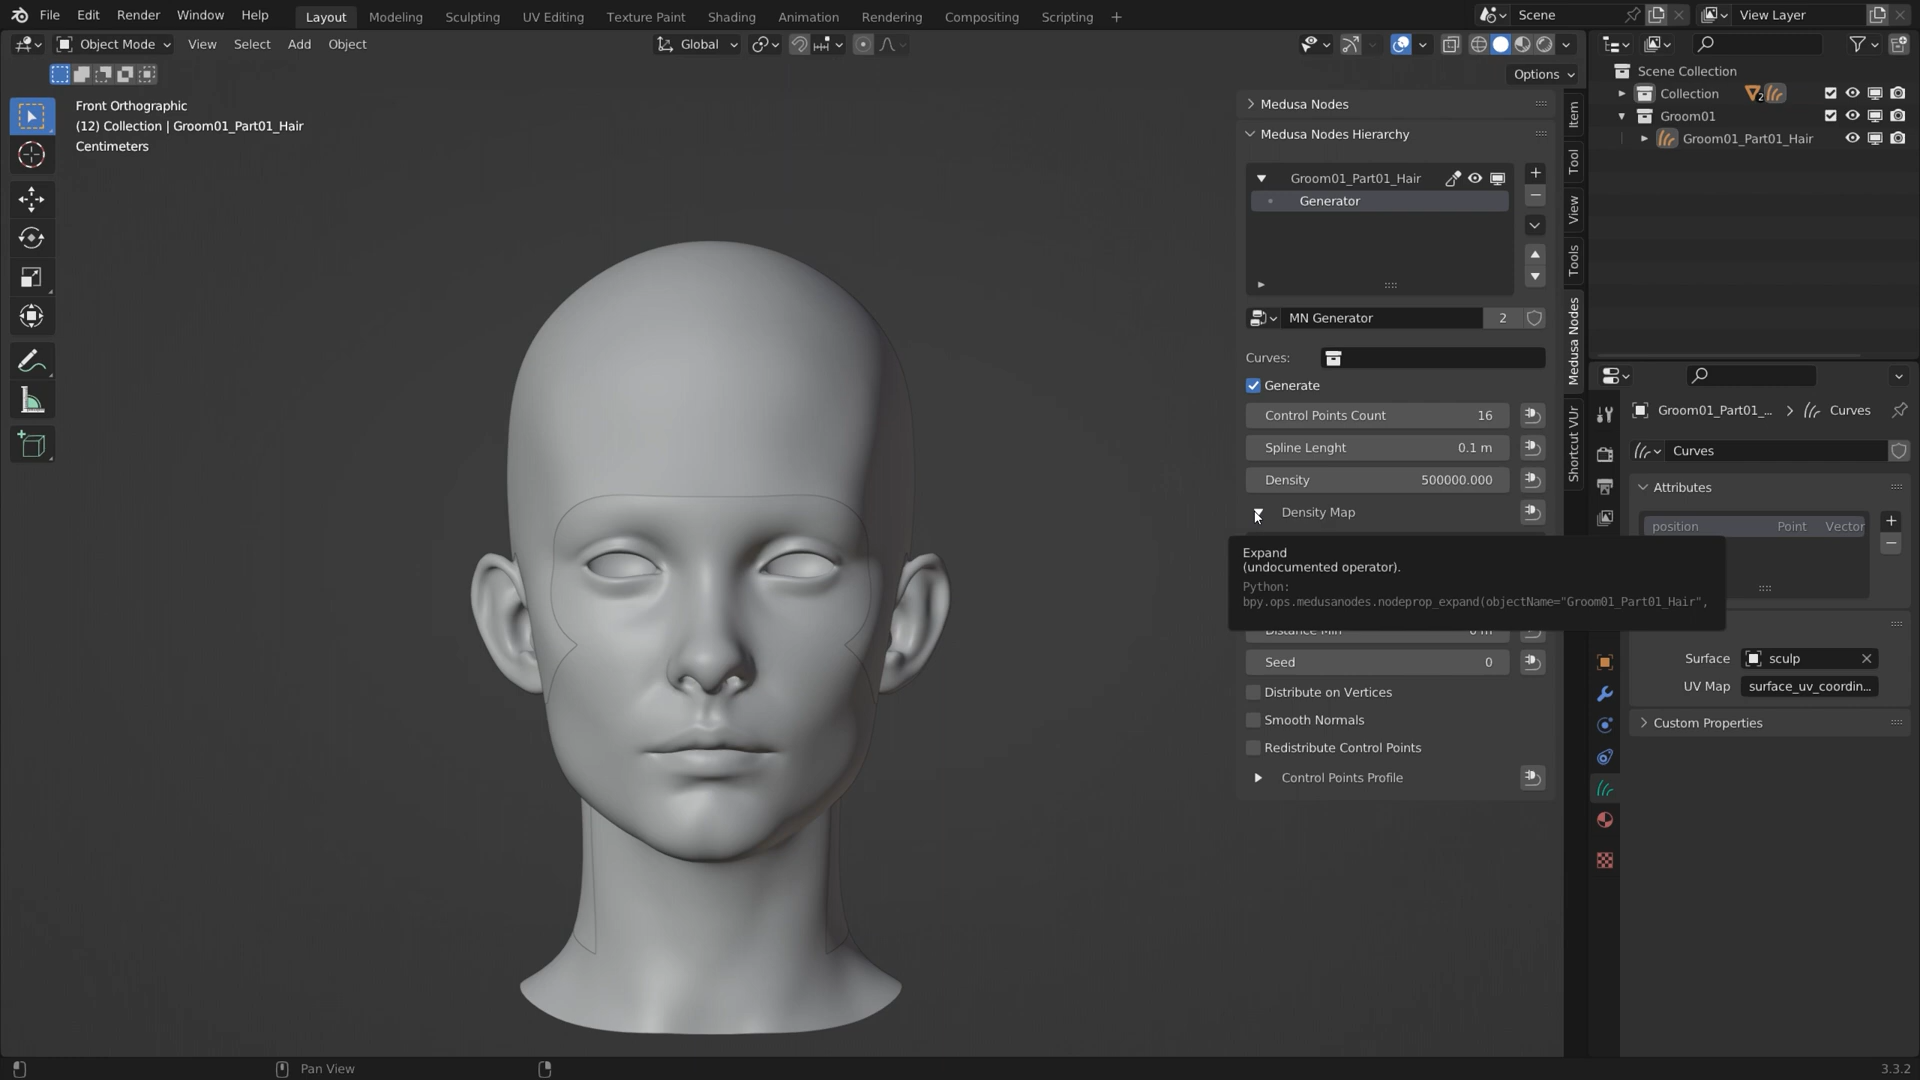 File Edit Render Window Help Layout Modeling Sculpting UV Editing Texture Paint Shading Animation Rendering Compositing Scripting + Scene View Layer
Object Mode View Select Add Object Global
Options
Front Orthographic
(12) Collection | Groom01_Part01_Hair
Centimeters
Medusa Nodes
Medusa Nodes Hierarchy
Groom01_Part01_Hair
Generator
MN Generator 2
Curves:
Generate
Control Points Count 16
Spline Lenght 0.1 m
Density 500000.000
Density Map
Expand
(undocumented operator).
Python:
bpy.ops.medusanodes.nodeprop_expand(objectName="Groom01_Part01_Hair",
Distance Min 0 m
Seed 0
Distribute on Vertices
Smooth Normals
Redistribute Control Points
Control Points Profile
Item
Tool
View
Tools
Medusa Nodes
Shortcut VUr
Scene Collection
Collection 2
Groom01
Groom01_Part01_Hair
Groom01_Part01_... Curves
Curves
Attributes
position Point Vector
Surface sculp
UV Map surface_uv_coordin...
Custom Properties
Pan View
3.3.2